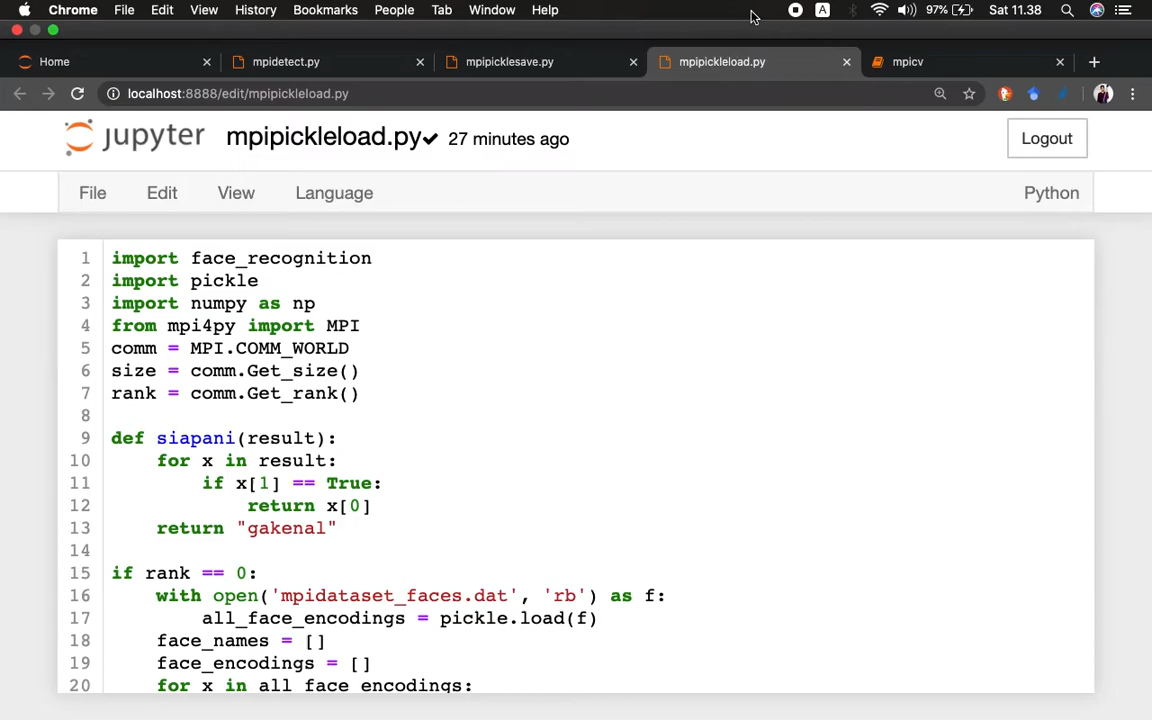 Chrome File Edit View History Bookmarks People Tab Window Help A 97% Sat 11.38
Home mpidetect.py mpipicklesave.py mpipickleload.py mpicv
localhost:8888/edit/mpipickleload.py
jupyter mpipickleload.py 27 minutes ago Logout
File Edit View Language Python
1 import face_recognition
2 import pickle
3 import numpy as np
4 from mpi4py import MPI
5 comm = MPI.COMM_WORLD
6 size = comm.Get_size()
7 rank = comm.Get_rank()
8
9 def siapani(result):
10     for x in result:
11         if x[1] == True:
12             return x[0]
13     return "gakenal"
14
15 if rank == 0:
16     with open('mpidataset_faces.dat', 'rb') as f:
17         all_face_encodings = pickle.load(f)
18     face_names = []
19     face_encodings = []
20     for x in all_face_encodings: